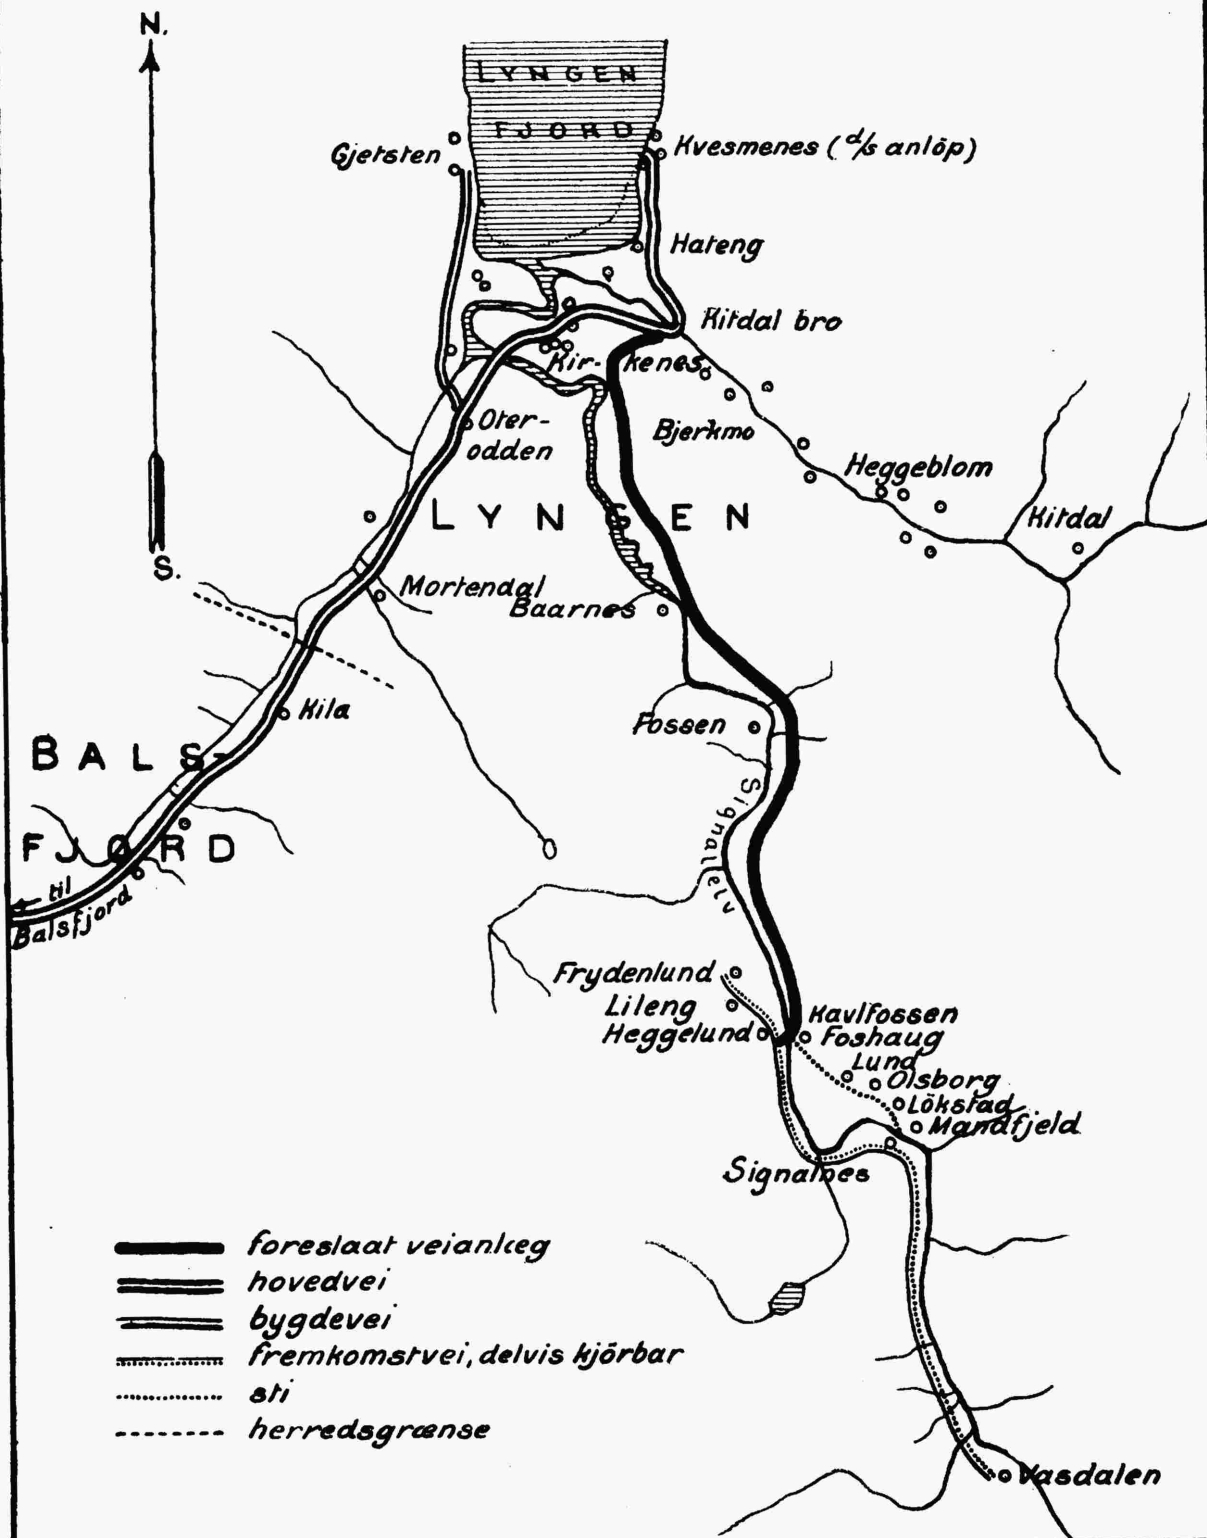 N.
LYNGEN
FJORD
Gjetsten
Kvesmenes (d/s anlöp)
Hateng
Kitdal bro
Kirkenes
Oter-
odden
Bjerkmo
Heggeblom
LYNGEN
Kitdal
S.
Mortendal
Baarnes
Kila
Fossen
BALS-
FJORD
Signalelv
← til
Balsfjord
Frydenlund
Lileng
Heggelund
Kavlfossen
Foshaug
Lund
Olsborg
Lökstad
Mandfjeld
Signalnes
foreslaat veianlæg
hovedvei
bygdevei
fremkomstvei, delvis kjörbar
sti
herredsgrænse
Vasdalen